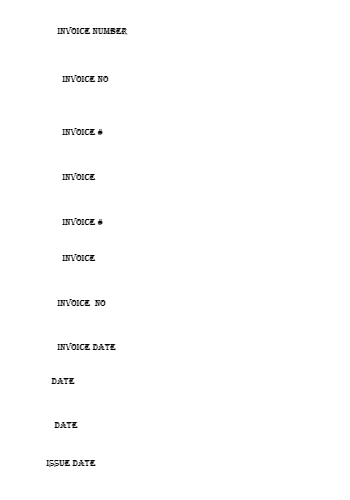 INVOICE NUMBER
INVOICE NO
INVOICE #
INVOICE
INVOICE #
INVOICE
INVOICE NO
INVOICE DATE
DATE
DATE
ISSUE DATE